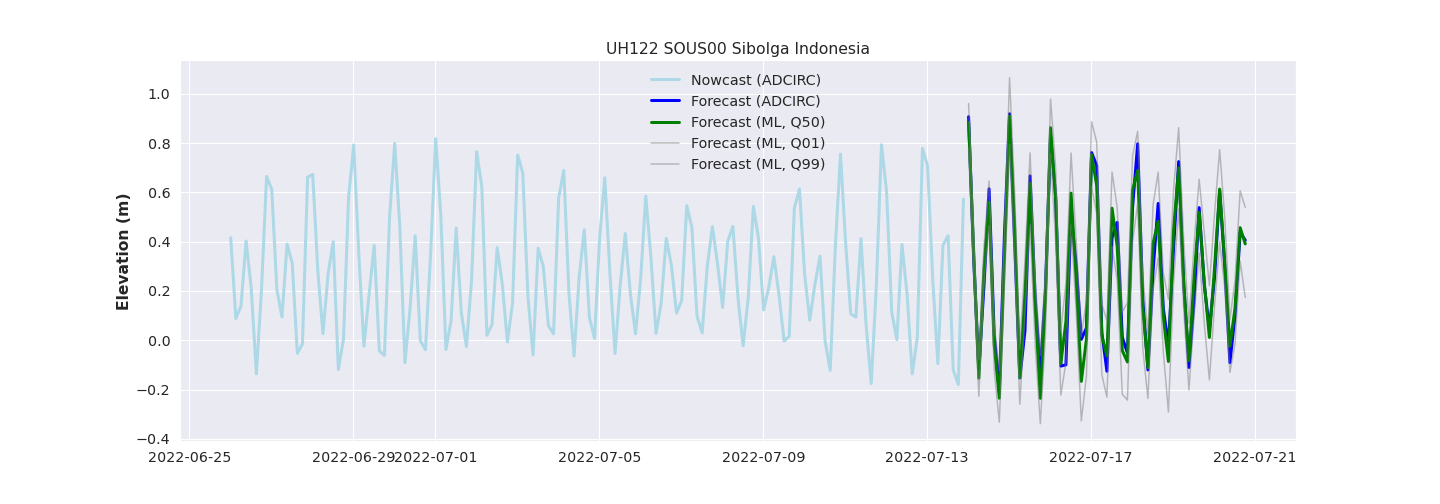 UH122 SOUS00 Sibolga Indonesia
Nowcast (ADCIRC)
Forecast (ADCIRC)
Forecast (ML, Q50)
Forecast (ML, Q01)
Forecast (ML, Q99)
Elevation (m)
1.0
0.8
0.6
0.4
0.2
0.0
−0.2
−0.4
2022-06-25 2022-06-29 2022-07-01 2022-07-05 2022-07-09 2022-07-13 2022-07-17 2022-07-21